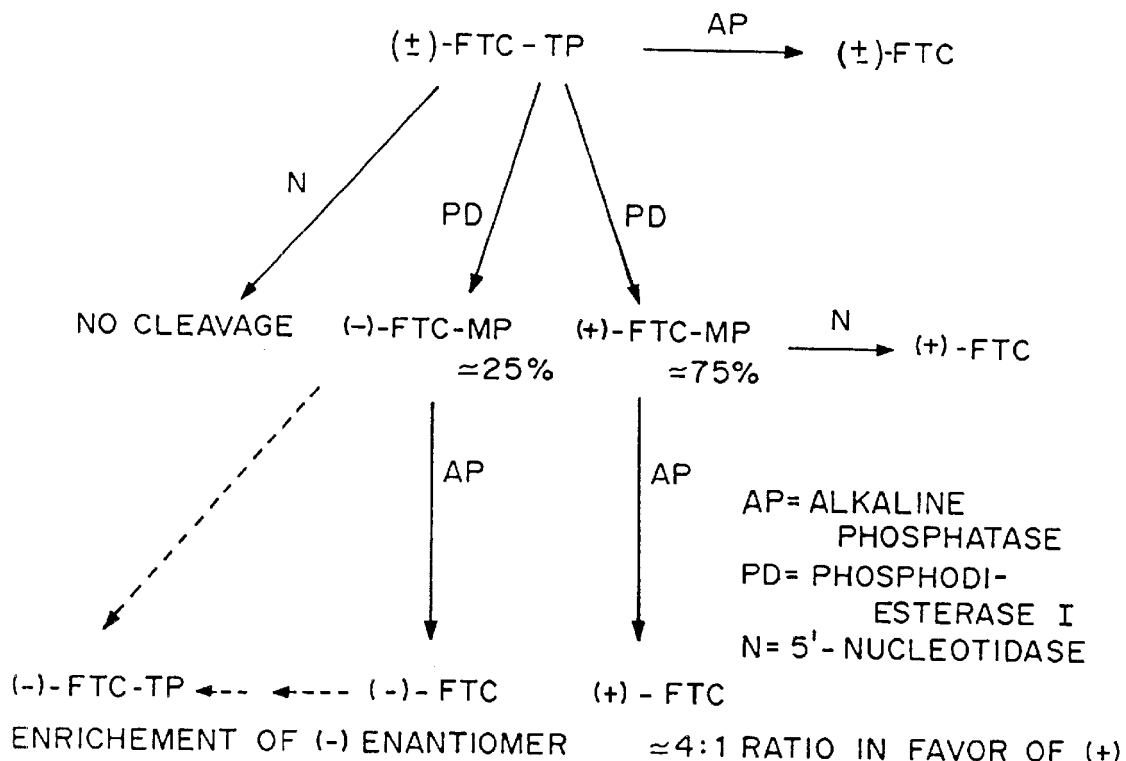 AP
(±)-FTC-TP
(±)-FTC
N
PD
PD
NO CLEAVAGE
(-)-FTC-MP
≃25%
(+)-FTC-MP
≃75%
N
(+)-FTC
AP
AP
AP= ALKALINE
PHOSPHATASE
PD= PHOSPHODI-
ESTERASE I
N= 5'-NUCLEOTIDASE
(-)-FTC-TP
(-)-FTC
(+)-FTC
ENRICHEMENT OF (-) ENANTIOMER
≃4:1 RATIO IN FAVOR OF (+)